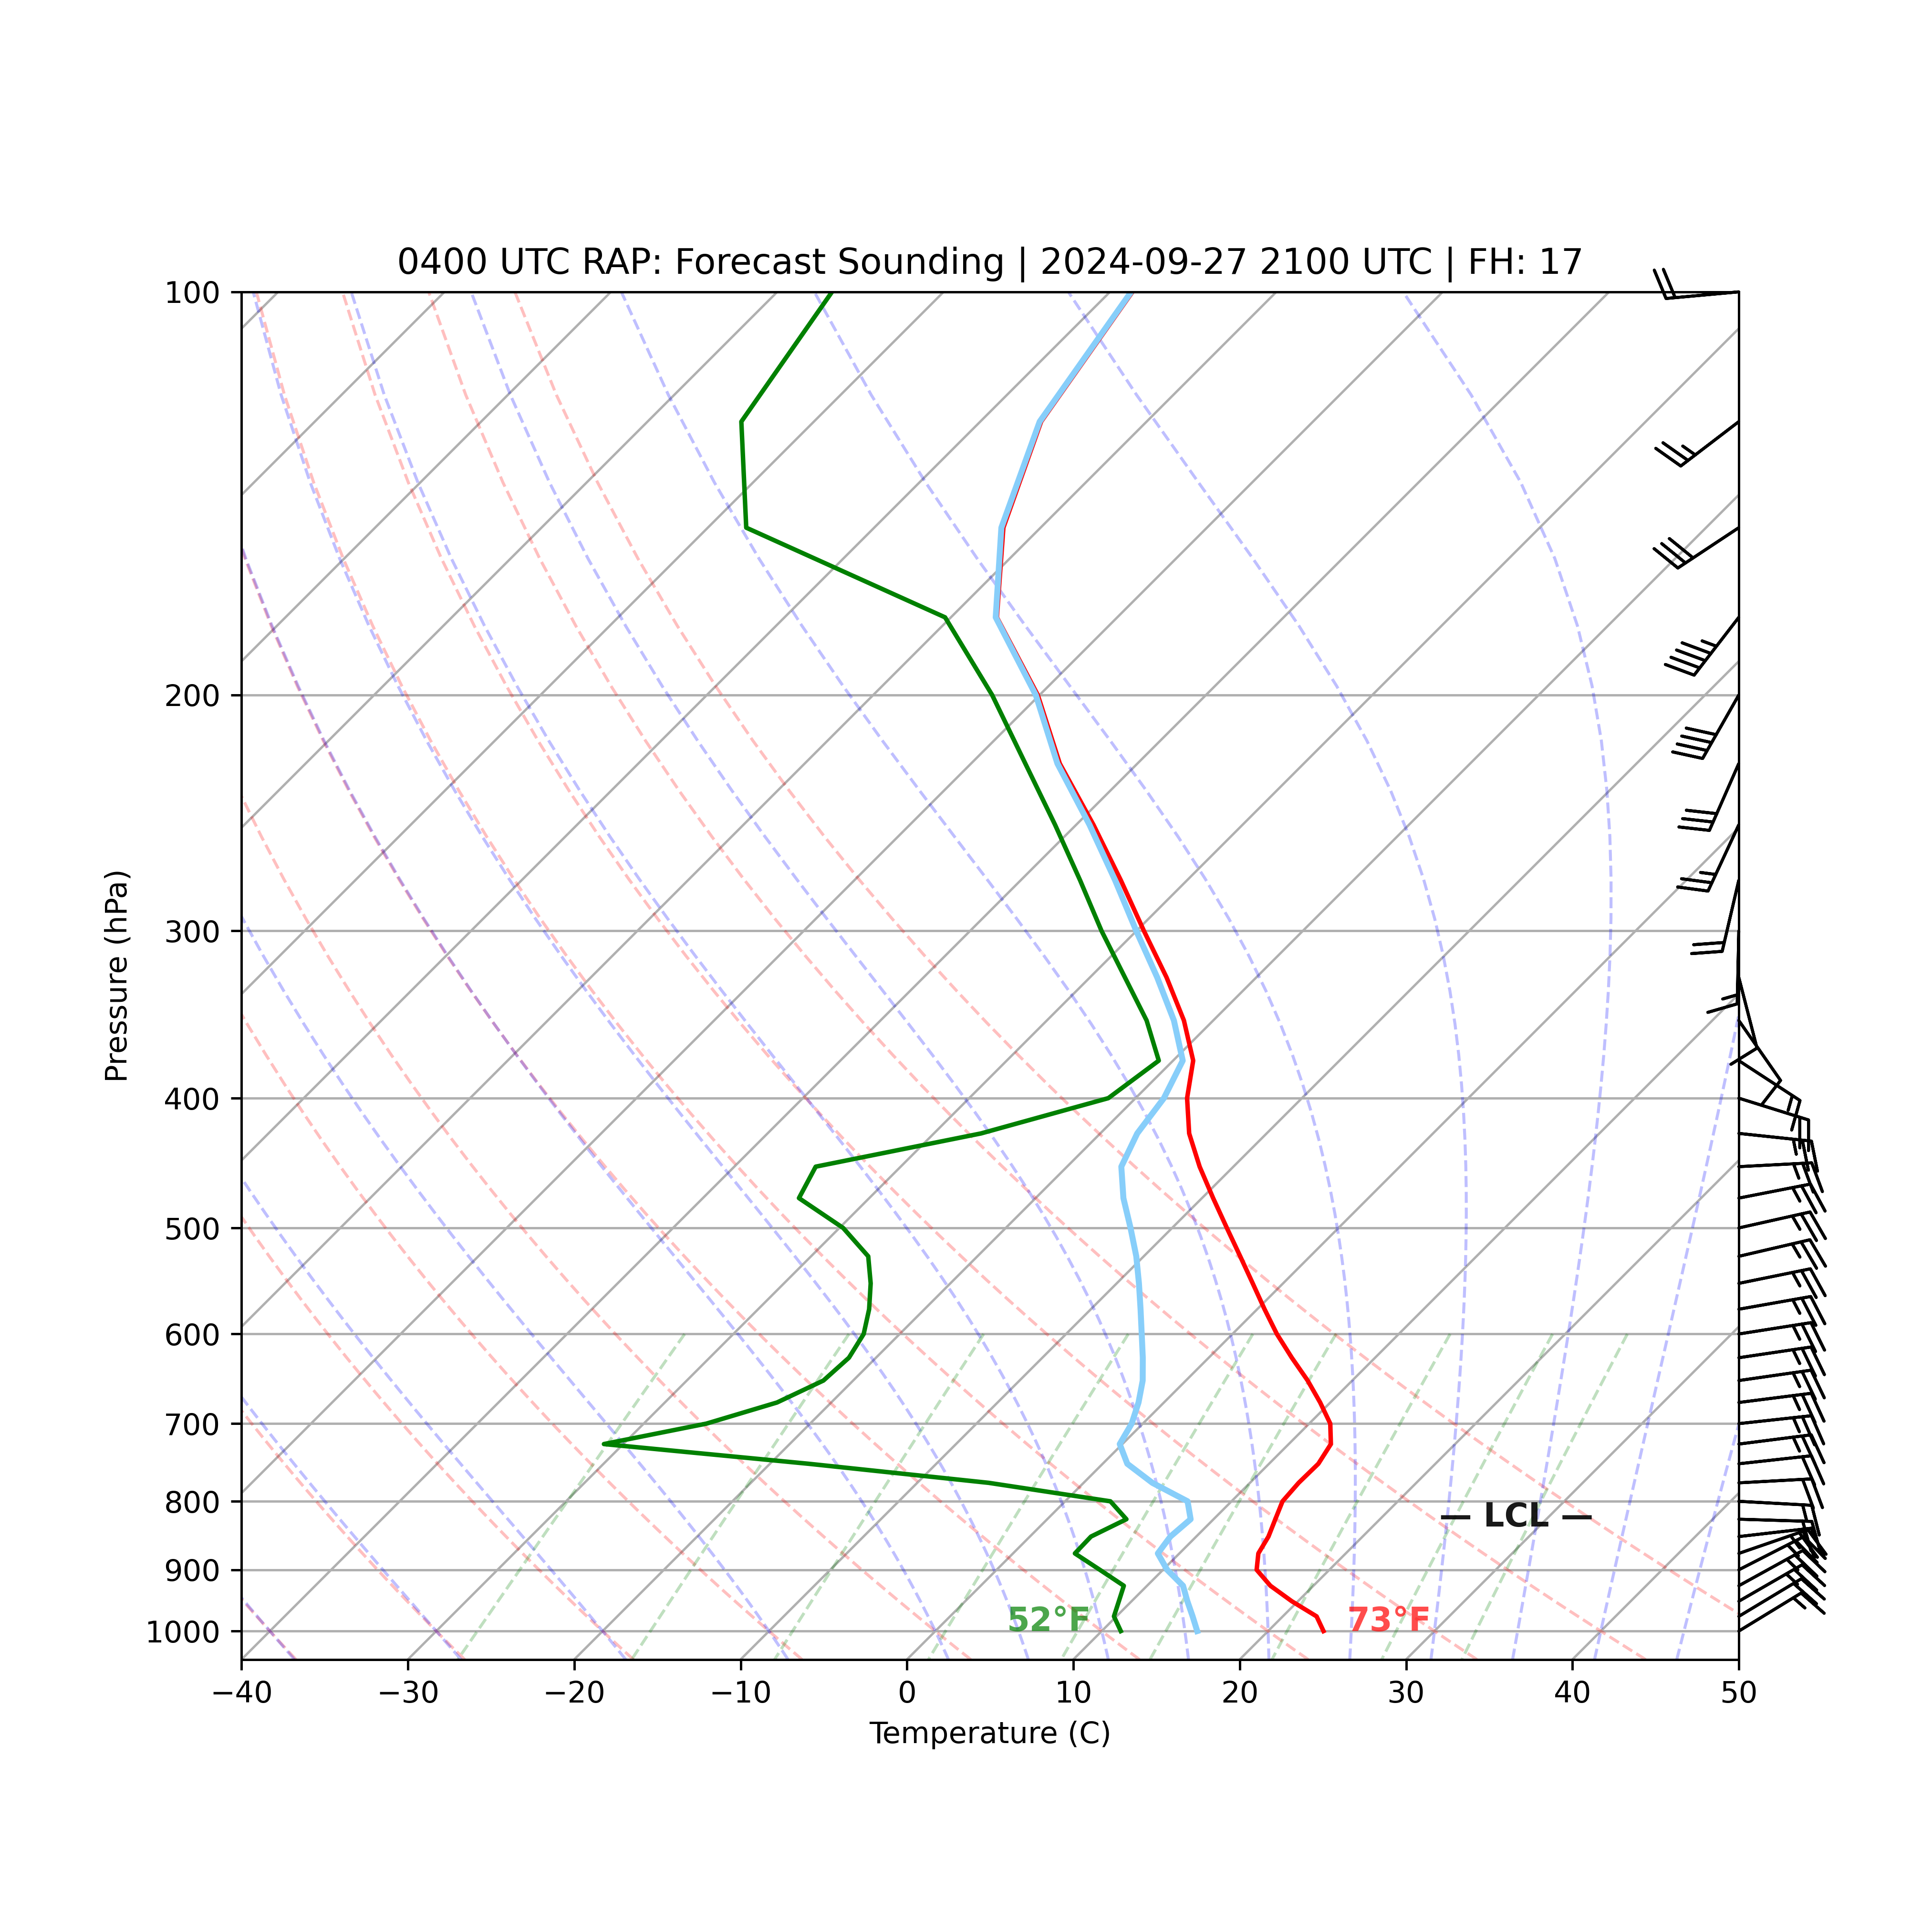 0400 UTC RAP: Forecast Sounding | 2024-09-27 2100 UTC | FH: 17
100
200
300
400
500
600
700
800
900
1000
Pressure (hPa)
— LCL —
52°F
73°F
−40 −30 −20 −10 0 10 20 30 40 50
Temperature (C)